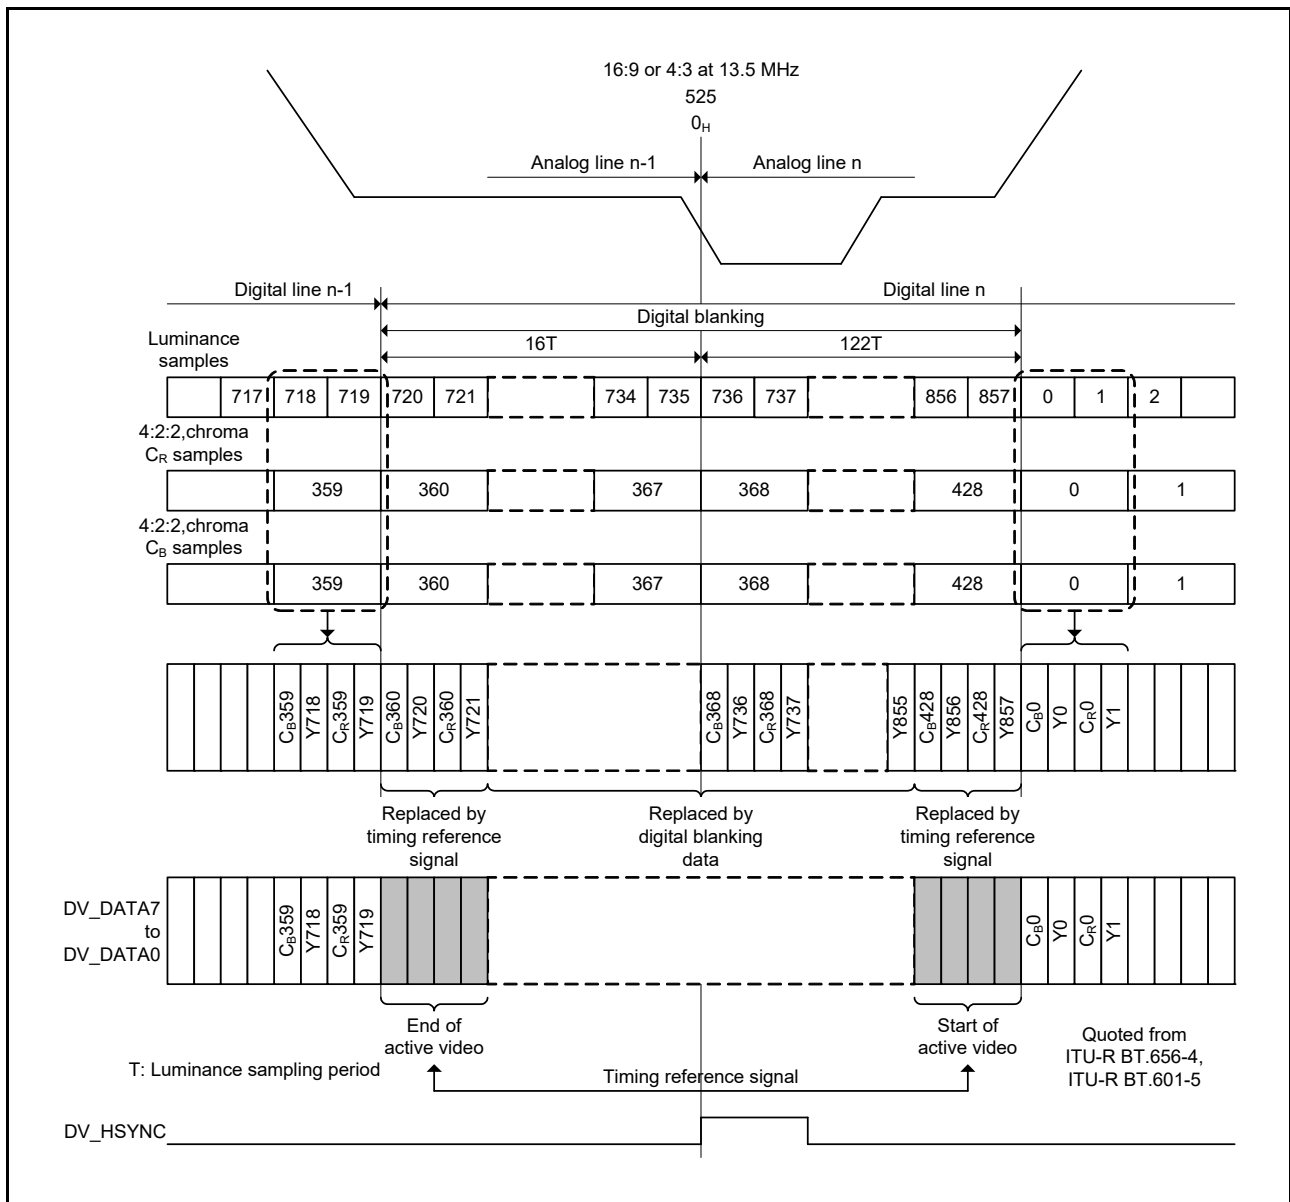 16:9 or 4:3 at 13.5 MHz
525
0H
Analog line n-1 Analog line n
Digital line n-1 Digital line n
Digital blanking
16T 122T
Luminance
samples
717 718 719 720 721 734 735 736 737 856 857 0 1 2
4:2:2,chroma
CR samples
359 360 367 368 428 0 1
4:2:2,chroma
CB samples
359 360 367 368 428 0 1
CB359 Y718 CR359 Y719 CB360 Y720 CR360 Y721 CB368 Y736 CR368 Y737 Y855 CB428 Y856 CR428 Y857 CB0 Y0 CR0 Y1
Replaced by
timing reference
signal
Replaced by
digital blanking
data
Replaced by
timing reference
signal
DV_DATA7
to
DV_DATA0
CB359 Y718 CR359 Y719 CB0 Y0 CR0 Y1
End of
active video
Start of
active video
Quoted from
ITU-R BT.656-4,
ITU-R BT.601-5
T: Luminance sampling period
Timing reference signal
DV_HSYNC